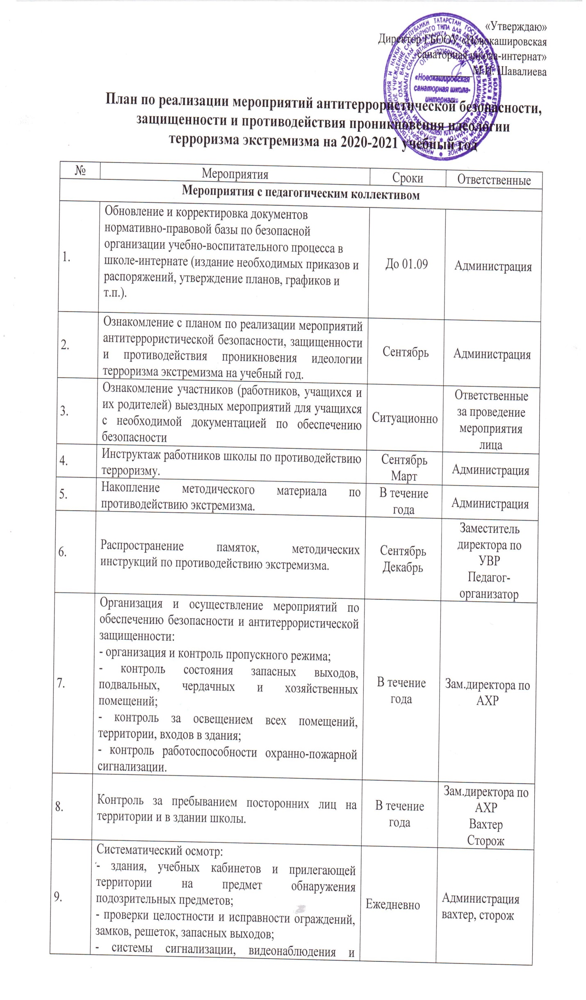 «Утверждаю»
Директор ГБООУ «Новокашировская
санаторная школа-интернат»
________М.И. Шавалиева
«Новокашировская
санаторная школа-
интернат»
План по реализации мероприятий антитеррористической безопасности,
защищенности и противодействия проникновения идеологии
терроризма экстремизма на 2020-2021 учебный год
№ Мероприятия Сроки Ответственные
Мероприятия с педагогическим коллективом
1.
Обновление и корректировка документов
нормативно-правовой базы по безопасной
организации учебно-воспитательного процесса в
школе-интернате (издание необходимых приказов и
распоряжений, утверждение планов, графиков и
т.п.).
До 01.09
Администрация
2.
Ознакомление с планом по реализации мероприятий
антитеррористической безопасности, защищенности
и противодействия проникновения идеологии
терроризма экстремизма на учебный год.
Сентябрь
Администрация
3.
Ознакомление участников (работников, учащихся и
их родителей) выездных мероприятий для учащихся
с необходимой документацией по обеспечению
безопасности
Ситуационно
Ответственные
за проведение
мероприятия
лица
4.
Инструктаж работников школы по противодействию
терроризму.
Сентябрь
Март
Администрация
5.
Накопление методического материала по
противодействию экстремизма.
В течение
года
Администрация
6.
Распространение памяток, методических
инструкций по противодействию экстремизма.
Сентябрь
Декабрь
Заместитель
директора по
УВР
Педагог-
организатор
7.
Организация и осуществление мероприятий по
обеспечению безопасности и антитеррористической
защищенности:
- организация и контроль пропускного режима;
- контроль состояния запасных выходов,
подвальных, чердачных и хозяйственных
помещений;
- контроль за освещением всех помещений,
территории, входов в здания;
- контроль работоспособности охранно-пожарной
сигнализации.
В течение
года
Зам.директора по
АХР
8.
Контроль за пребыванием посторонних лиц на
территории и в здании школы.
В течение
года
Зам.директора по
АХР
Вахтер
Сторож
9.
Систематический осмотр:
- здания, учебных кабинетов и прилегающей
территории на предмет обнаружения
подозрительных предметов;
- проверки целостности и исправности ограждений,
замков, решеток, запасных выходов;
- системы сигнализации, видеонаблюдения и
Ежедневно
Администрация
вахтер, сторож